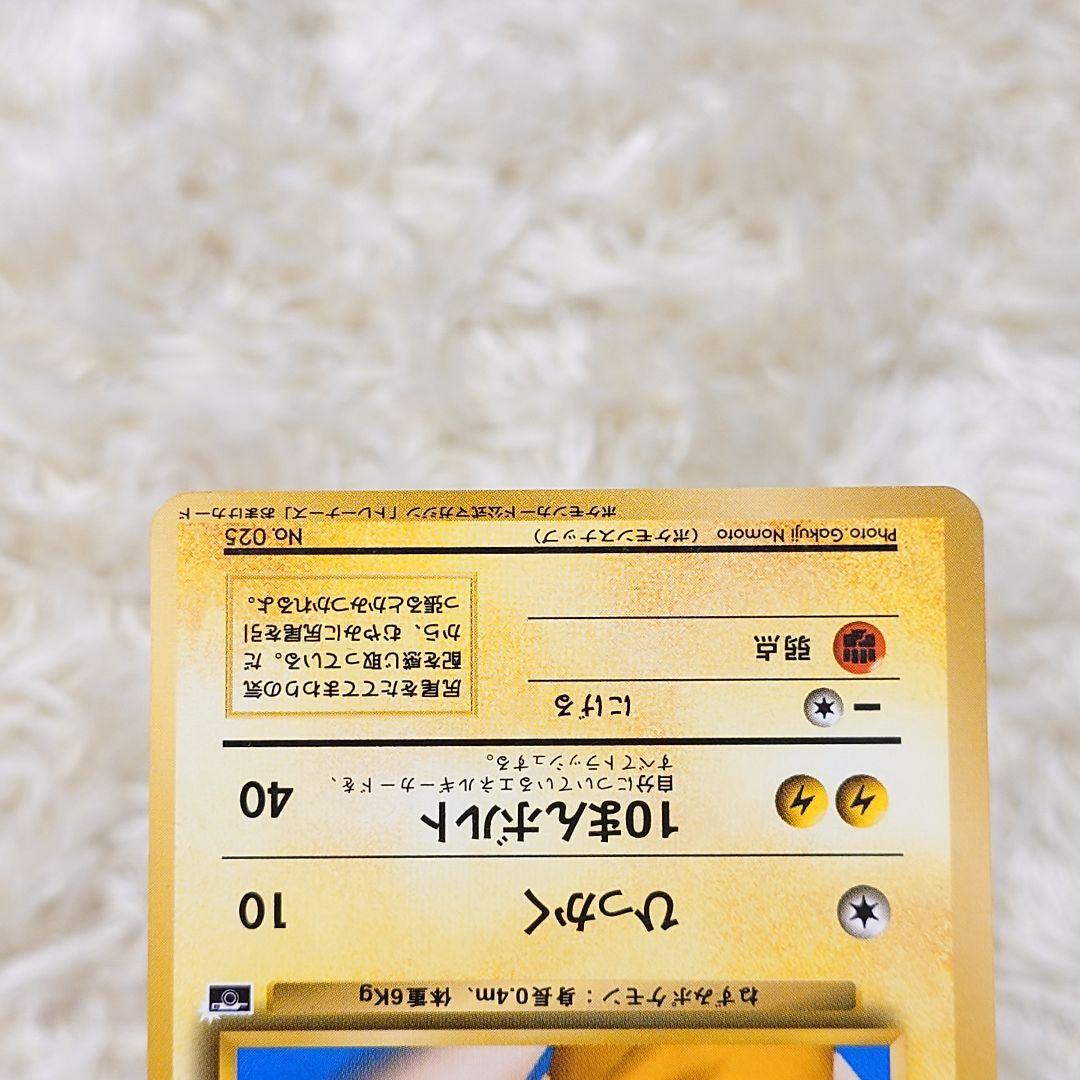 ねずみポケモン：身長0.4m、体重6Kg
ひっかく 10
10まんボルト 40
自分についているエネルギーカードを、
すべてトラッシュする。
にげる
弱点
尻尾をたててまわりの気
配を感じ取っている。だ
から、むやみに尻尾を引
っ張るとかみつかれるよ。
Photo.Gakuji Nomoto （ポケモンスナップ） No. 025
ポケモンカード公式マガジン「トレーナーズ」おまけカード